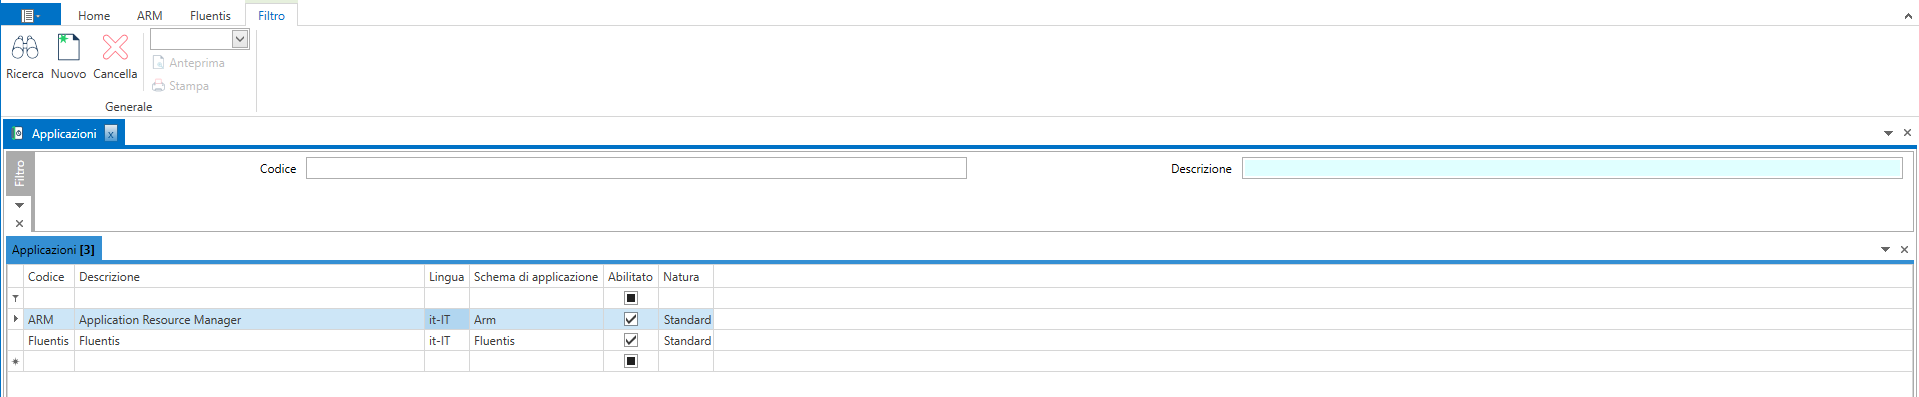 Home ARM Fluentis Filtro
Ricerca Nuovo Cancella
Anteprima
Stampa
Generale
Applicazioni x
Filtro
Codice Descrizione
Applicazioni [3]
Codice Descrizione Lingua Schema di applicazione Abilitato Natura
ARM Application Resource Manager it-IT Arm Standard
Fluentis Fluentis it-IT Fluentis Standard